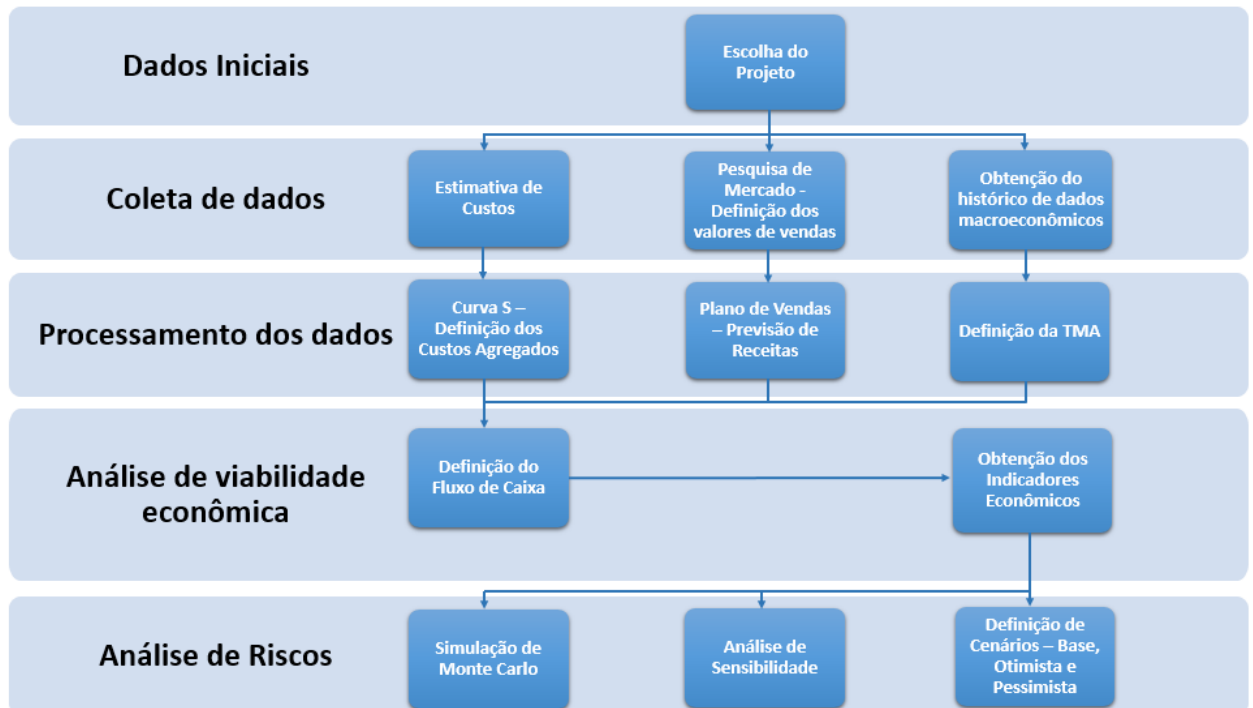 Dados Iniciais
Escolha do
Projeto
Coleta de dados
Estimativa de
Custos
Pesquisa de
Mercado -
Definição dos
valores de vendas
Obtenção do
histórico de dados
macroeconômicos
Processamento dos dados
Curva S –
Definição dos
Custos Agregados
Plano de Vendas
– Previsão de
Receitas
Definição da TMA
Análise de viabilidade
econômica
Definição do
Fluxo de Caixa
Obtenção dos
Indicadores
Econômicos
Análise de Riscos
Simulação de
Monte Carlo
Análise de
Sensibilidade
Definição de
Cenários – Base,
Otimista e
Pessimista